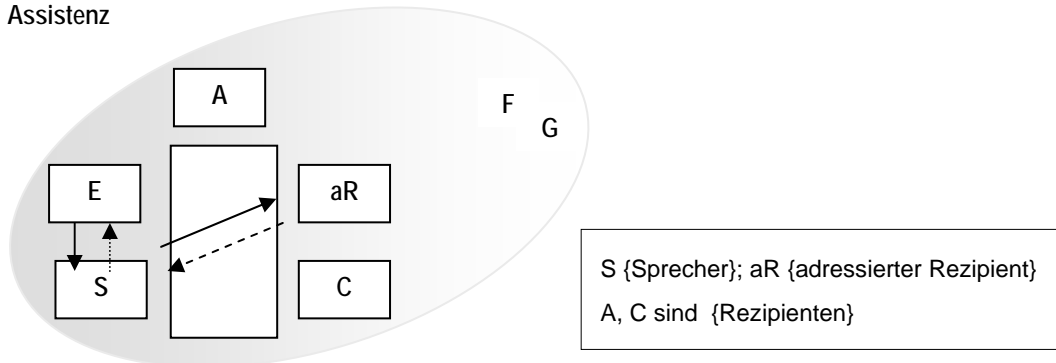 Assistenz
A
F
G
E
aR
S
C
S {Sprecher}; aR {adressierter Rezipient}
A, C sind {Rezipienten}